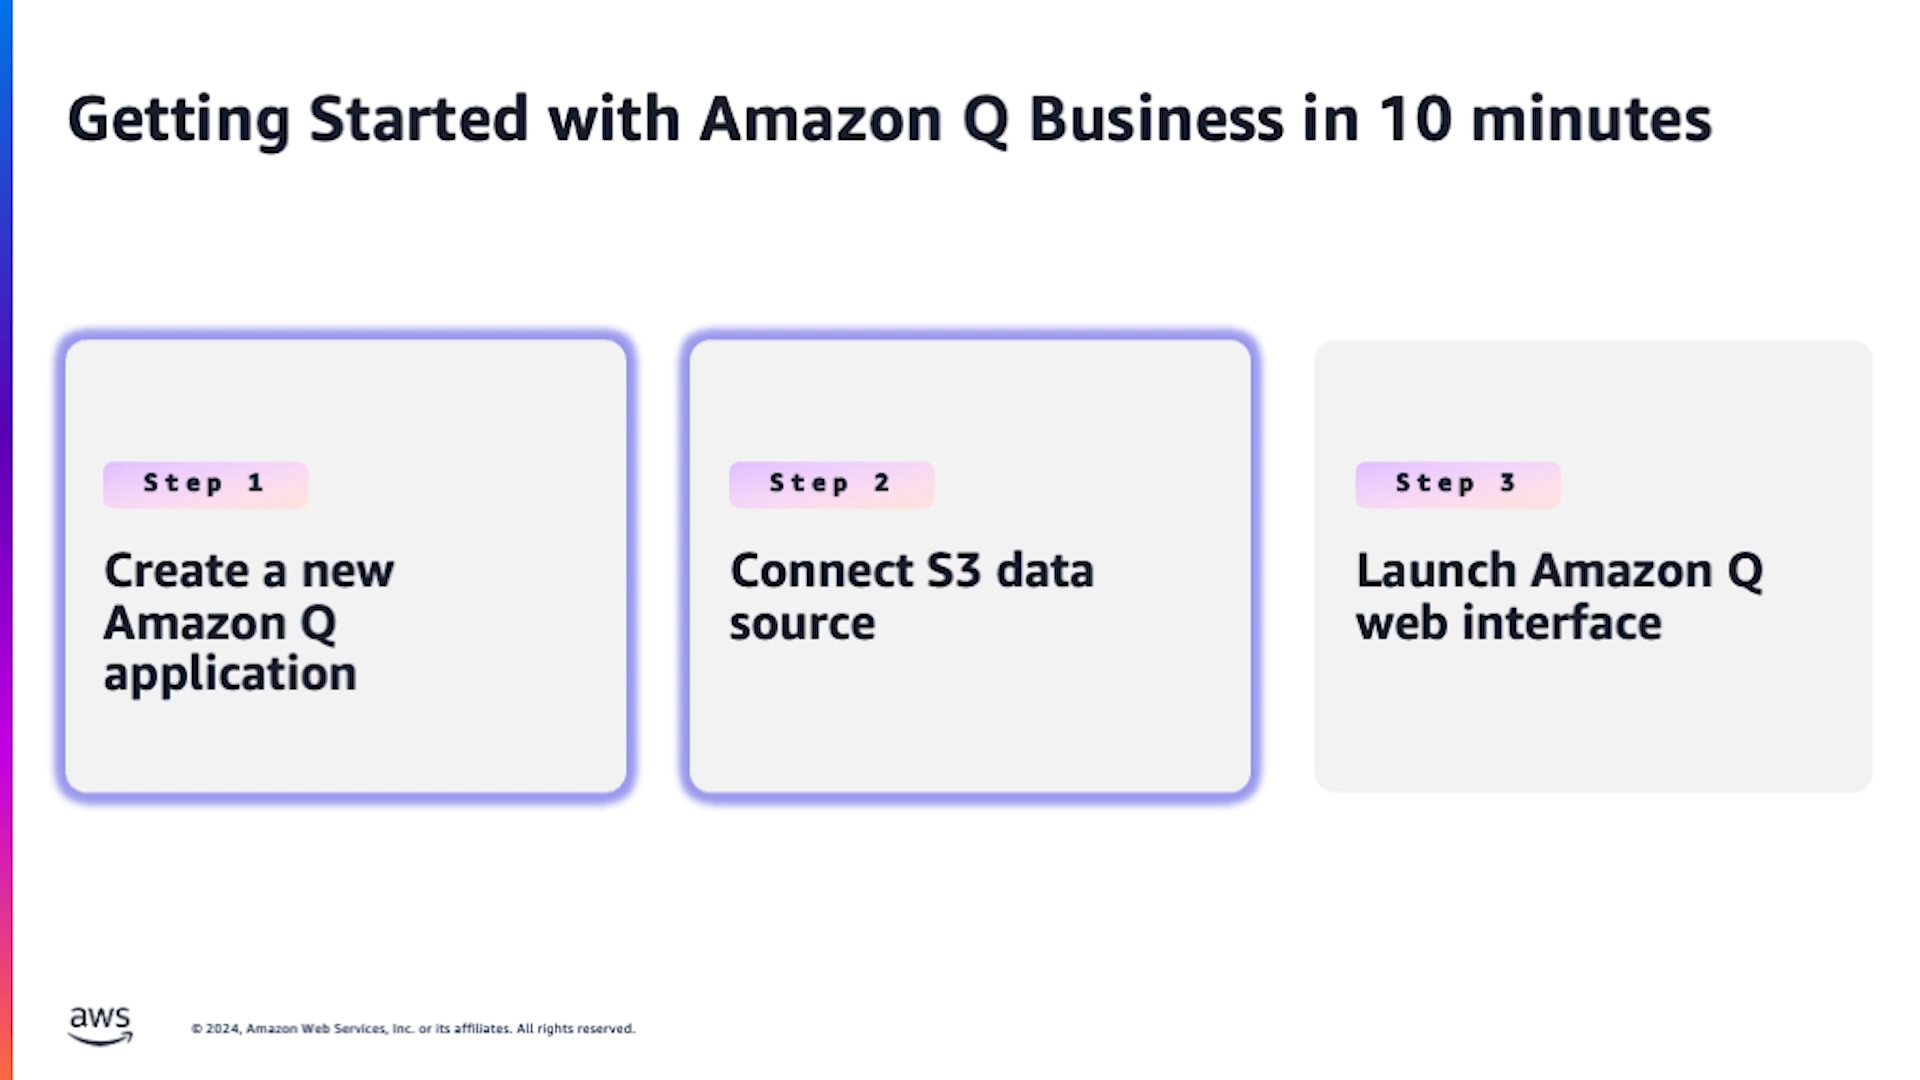 Getting Started with Amazon Q Business in 10 minutes
Step 1
Create a new
Amazon Q
application
Step 2
Connect S3 data
source
Step 3
Launch Amazon Q
web interface
aws
© 2024, Amazon Web Services, Inc. or its affiliates. All rights reserved.